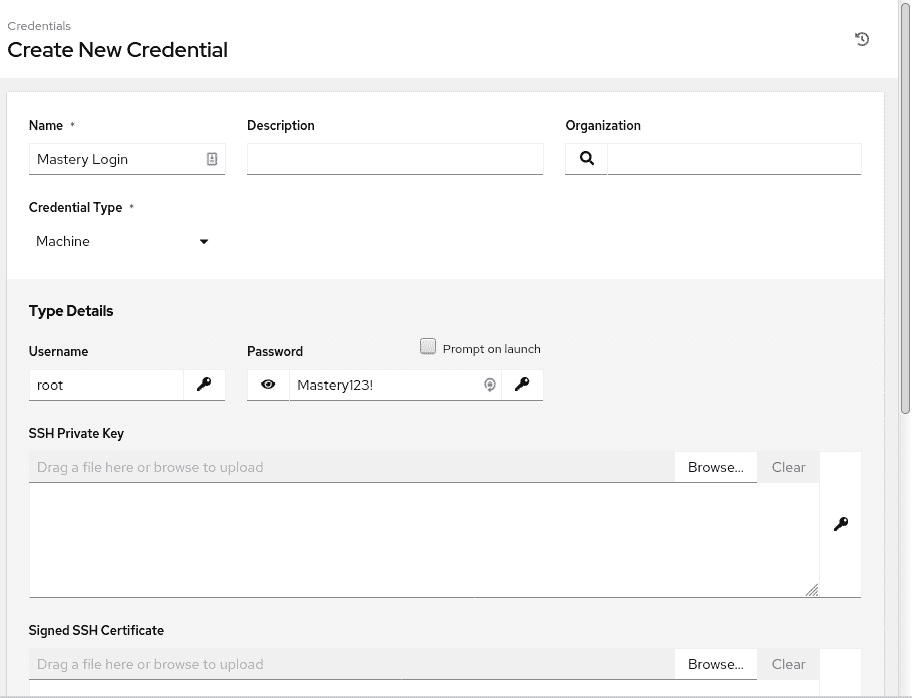 Credentials
Create New Credential
Name *
Description
Organization
Mastery Login
Credential Type *
Machine
Type Details
Username
Password
Prompt on launch
root
Mastery123!
SSH Private Key
Drag a file here or browse to upload
Browse...
Clear
Signed SSH Certificate
Drag a file here or browse to upload
Browse...
Clear